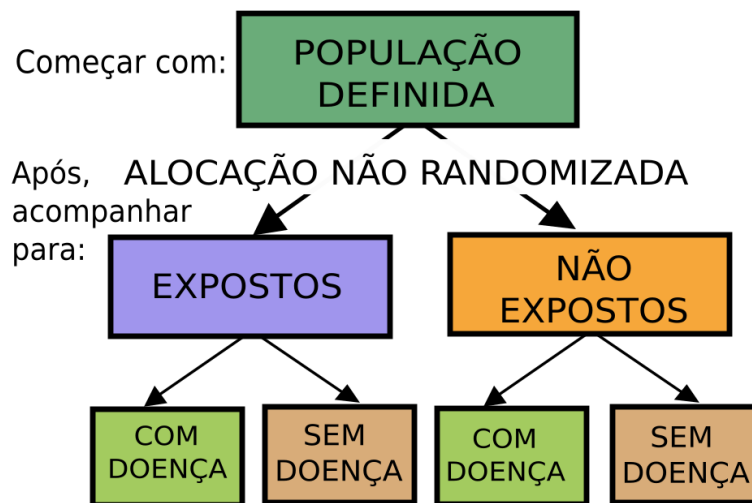 Começar com:
POPULAÇÃO
DEFINIDA
Após,
ALOCAÇÃO NÃO RANDOMIZADA
acompanhar
para:
EXPOSTOS
NÃO
EXPOSTOS
COM
DOENÇA
SEM
DOENÇA
COM
DOENÇA
SEM
DOENÇA